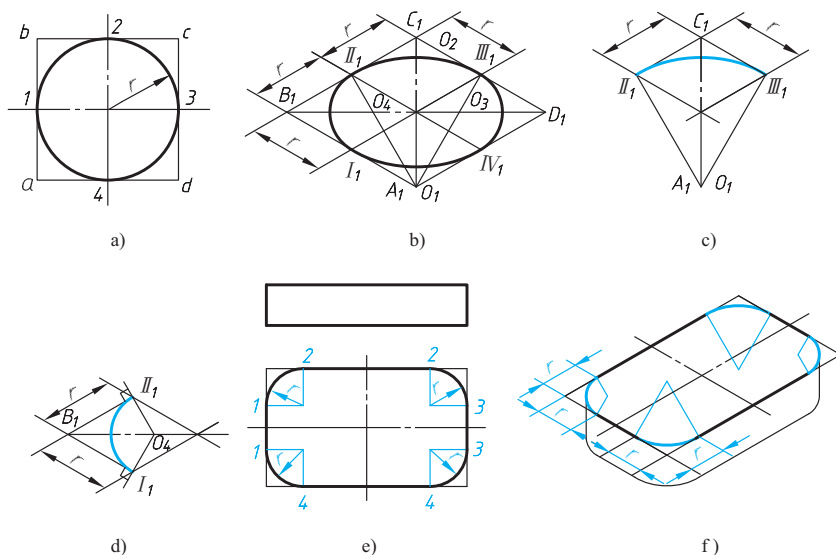 b 2 c
r
1 3
a 4 d
a)
C₁
r r r
Ⅱ₁ O₂ Ⅲ₁
B₁ O₄ O₃ D₁
r
Ⅰ₁ Ⅳ₁
A₁ O₁
b)
C₁
r r
Ⅱ₁ Ⅲ₁
A₁ O₁
c)
r Ⅱ₁
B₁ O₄
r
Ⅰ₁
d)
2 2
r r
1 3
1 3
r r
4 4
e)
r
r
r r
f)